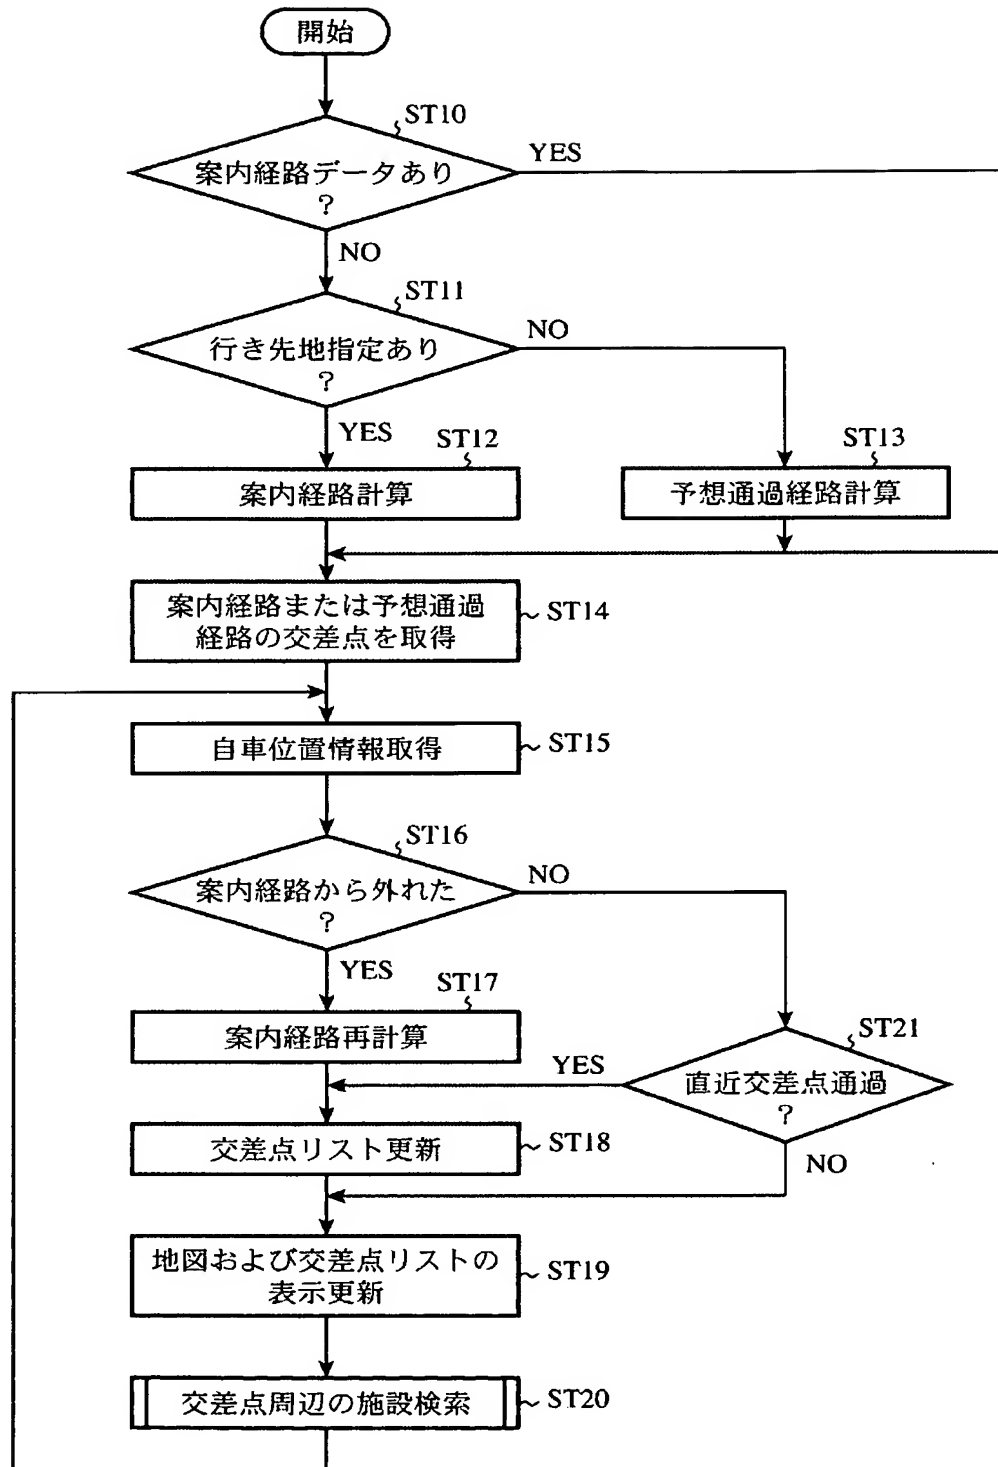 開始
ST10
案内経路データあり
?
YES
NO
ST11
行き先地指定あり
?
NO
YES
ST12
案内経路計算
ST13
予想通過経路計算
案内経路または予想通過
経路の交差点を取得
ST14
自車位置情報取得
ST15
ST16
案内経路から外れた
?
NO
YES
ST17
案内経路再計算
ST21
直近交差点通過
?
YES
NO
交差点リスト更新
ST18
地図および交差点リストの
表示更新
ST19
交差点周辺の施設検索
ST20